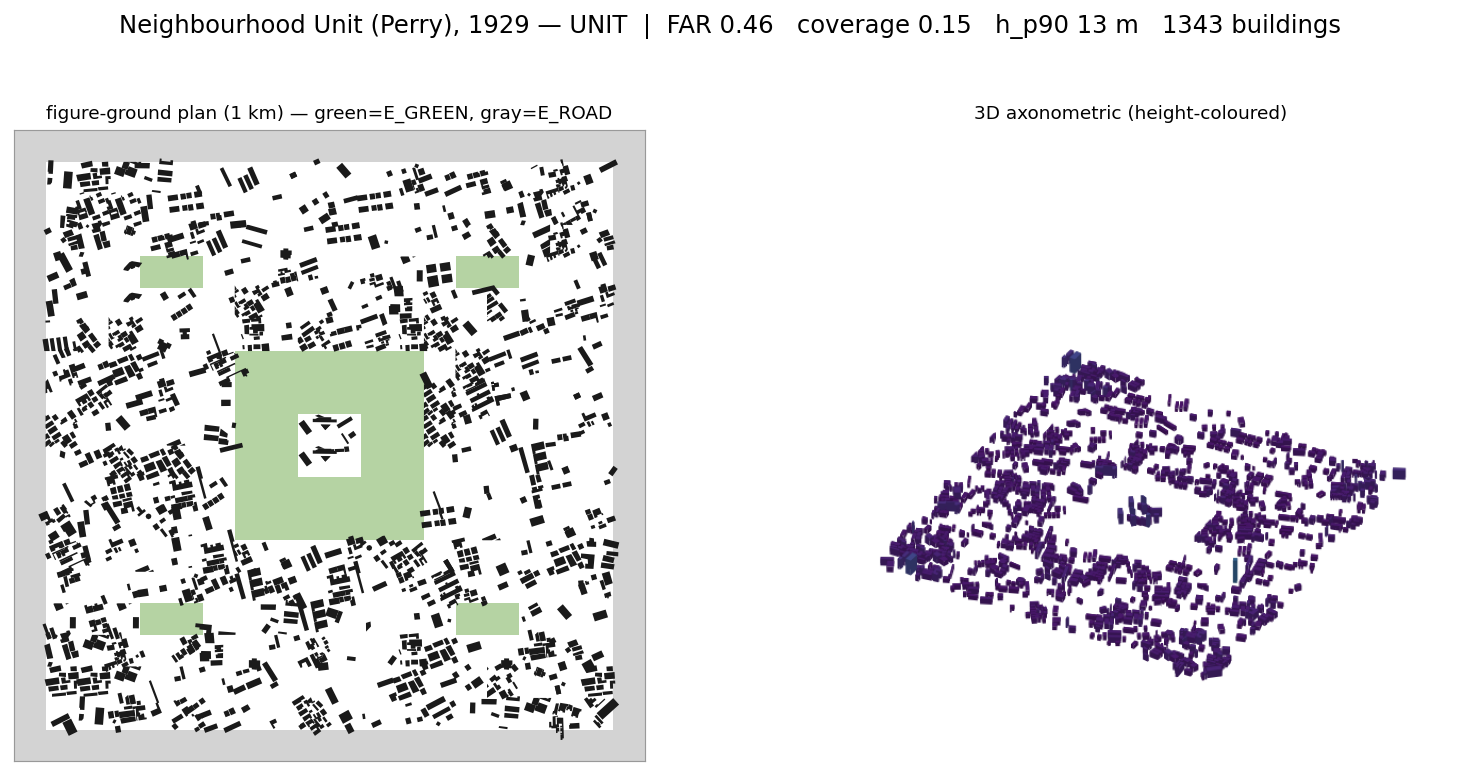 Neighbourhood Unit (Perry), 1929 — UNIT | FAR 0.46 coverage 0.15 h_p90 13 m 1343 buildings
figure-ground plan (1 km) — green=E_GREEN, gray=E_ROAD
3D axonometric (height-coloured)